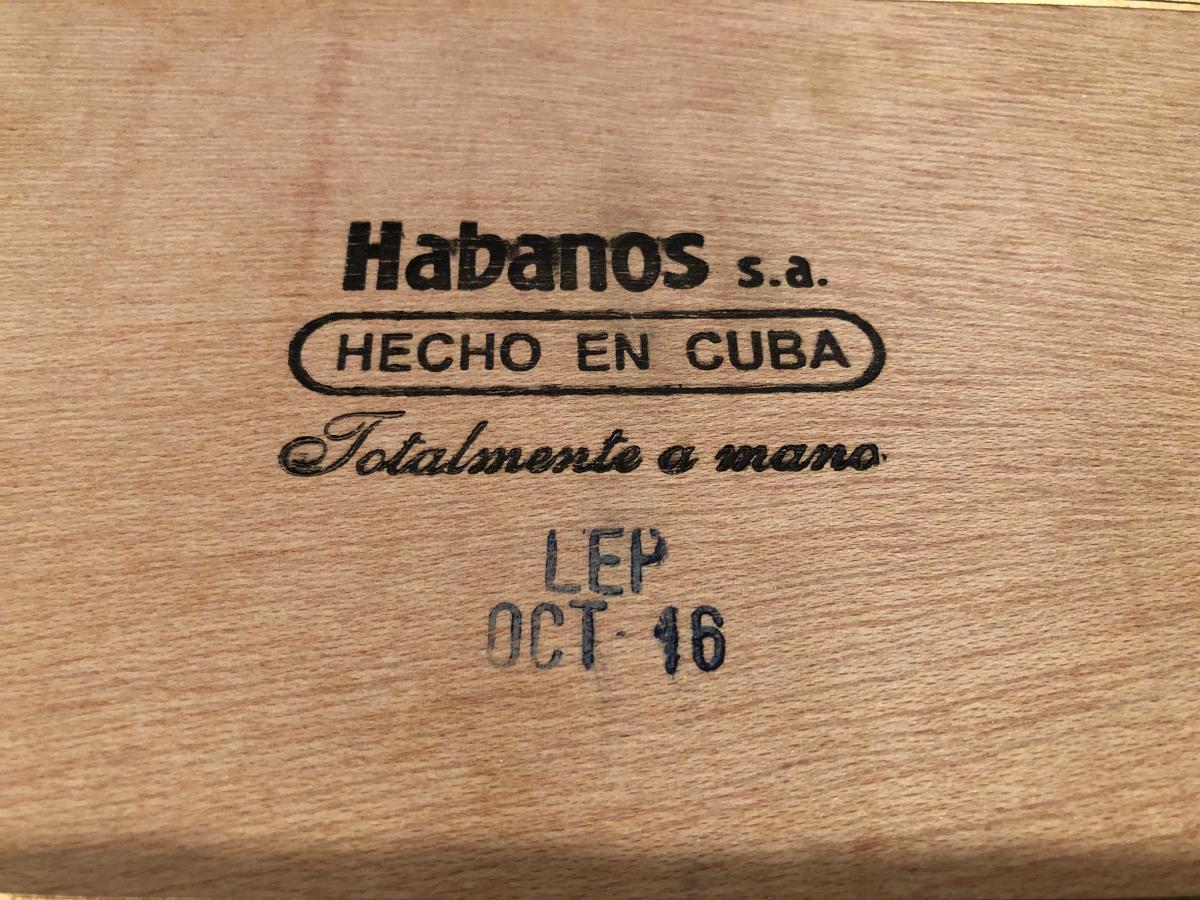 Habanos s.a.
HECHO EN CUBA
Totalmente a mano
LEP
OCT-16